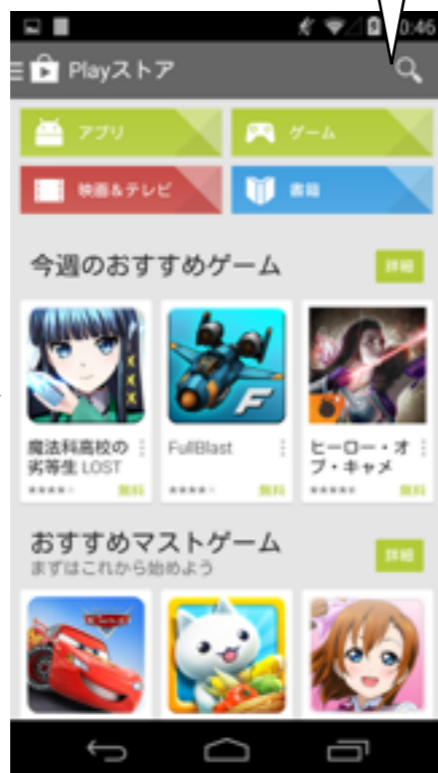 0:46
Playストア
アプリ
ゲーム
映画&テレビ
書籍
今週のおすすめゲーム
詳細
魔法科高校の
劣等生 LOST
無料
FullBlast
無料
ヒーロー・オ
ブ・キャメ
無料
おすすめマストゲーム
まずはこれから始めよう
詳細